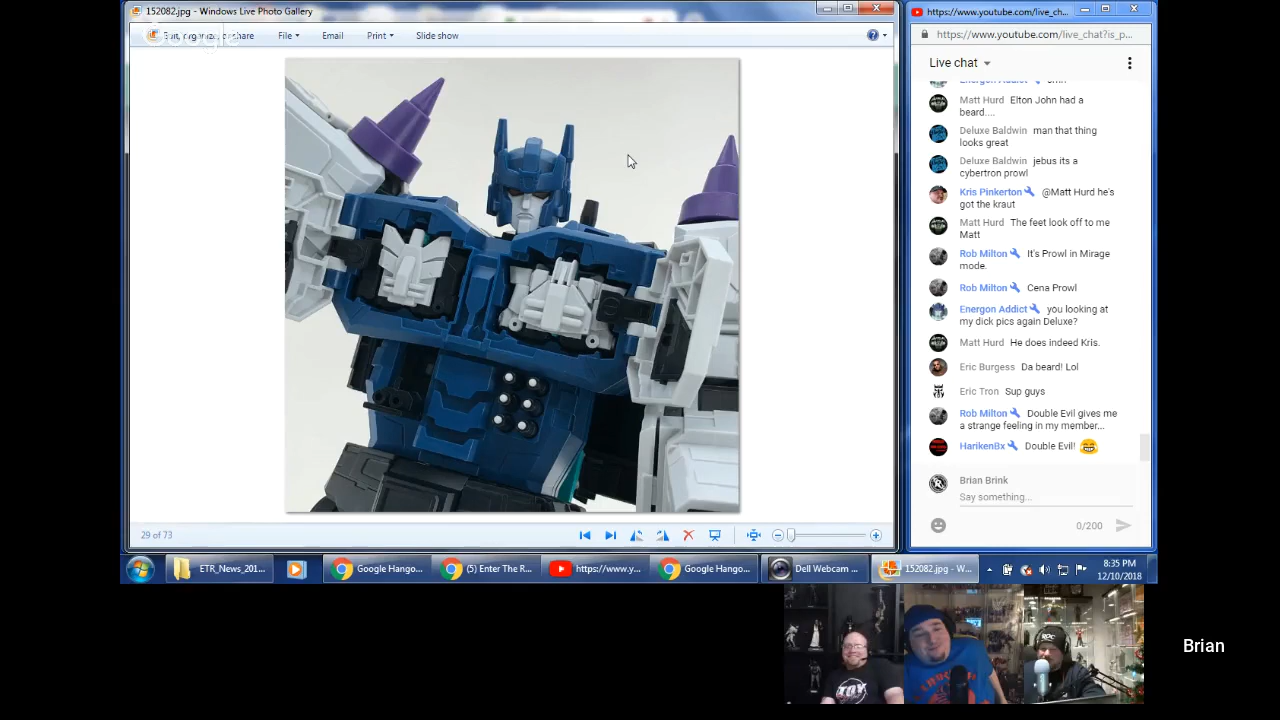 152082.jpg - Windows Live Photo Gallery
https://www.youtube.com/live_ch...
Google
File
Email
Print
Slide show
https://www.youtube.com/live_chat?is_p...
Live chat
Energon Addict
Matt Hurd Elton John had a
beard....
Deluxe Baldwin man that thing
looks great
Deluxe Baldwin jebus its a
cybertron prowl
Kris Pinkerton @Matt Hurd he's
got the kraut
Matt Hurd The feet look off to me
Matt
Rob Milton It's Prowl in Mirage
mode.
Rob Milton Cena Prowl
Energon Addict you looking at
my dick pics again Deluxe?
Matt Hurd He does indeed Kris.
Eric Burgess Da beard! Lol
Eric Tron Sup guys
Rob Milton Double Evil gives me
a strange feeling in my member...
HarikenBx Double Evil!
Brian Brink
Say something...
0/200
29 of 73
ETR_News_201...
Google Hango...
(5) Enter The R...
https://www.y...
Google Hango...
Dell Webcam ...
152082.jpg - W...
8:35 PM
12/10/2018
Brian